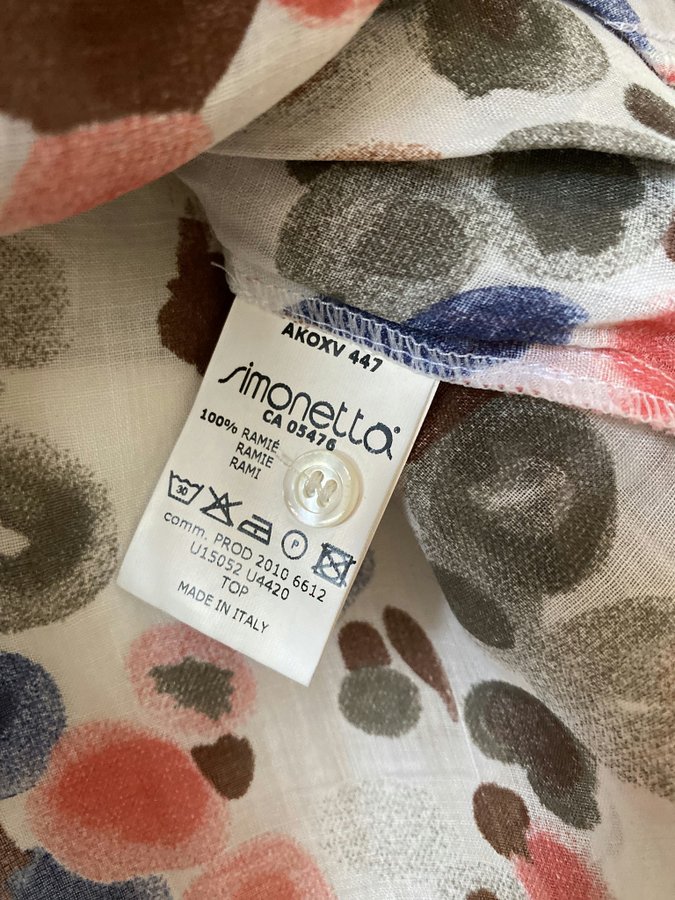 AKOXV 447
simonetta®
CA 05476
100% RAMIÉ
RAMIE
RAMI
30
P
comm. PROD 2010 6612
U15052 U4420
TOP
MADE IN ITALY